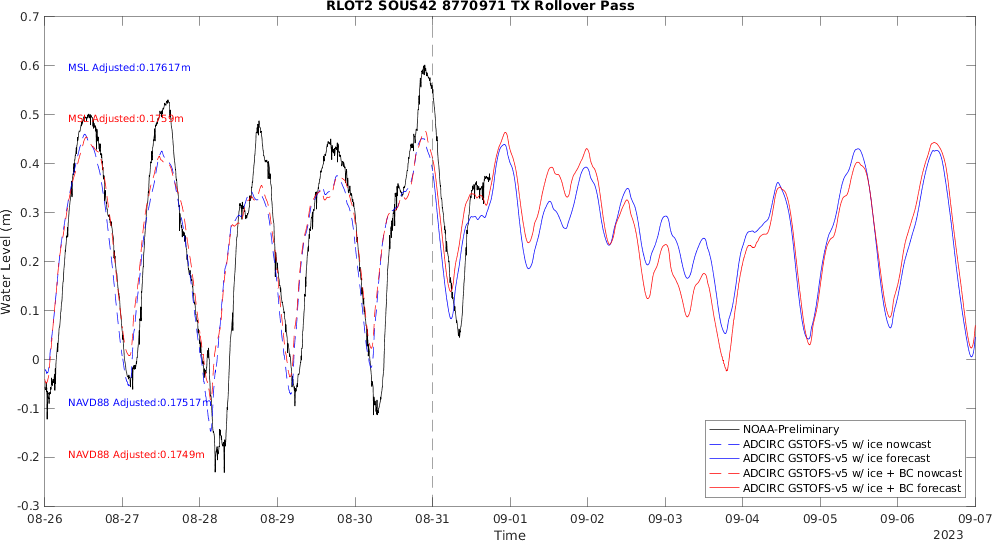 RLOT2 SOUS42 8770971 TX Rollover Pass
0.7
0.6
0.5
0.4
0.3
0.2
0.1
0
-0.1
-0.2
-0.3
Water Level (m)
MSL Adjusted:0.17617m
MSL Adjusted:0.1759m
NAVD88 Adjusted:0.17517m
NAVD88 Adjusted:0.1749m
NOAA-Preliminary
ADCIRC GSTOFS-v5 w/ ice nowcast
ADCIRC GSTOFS-v5 w/ ice forecast
ADCIRC GSTOFS-v5 w/ ice + BC nowcast
ADCIRC GSTOFS-v5 w/ ice + BC forecast
08-26 08-27 08-28 08-29 08-30 08-31 09-01 09-02 09-03 09-04 09-05 09-06 09-07
Time
2023